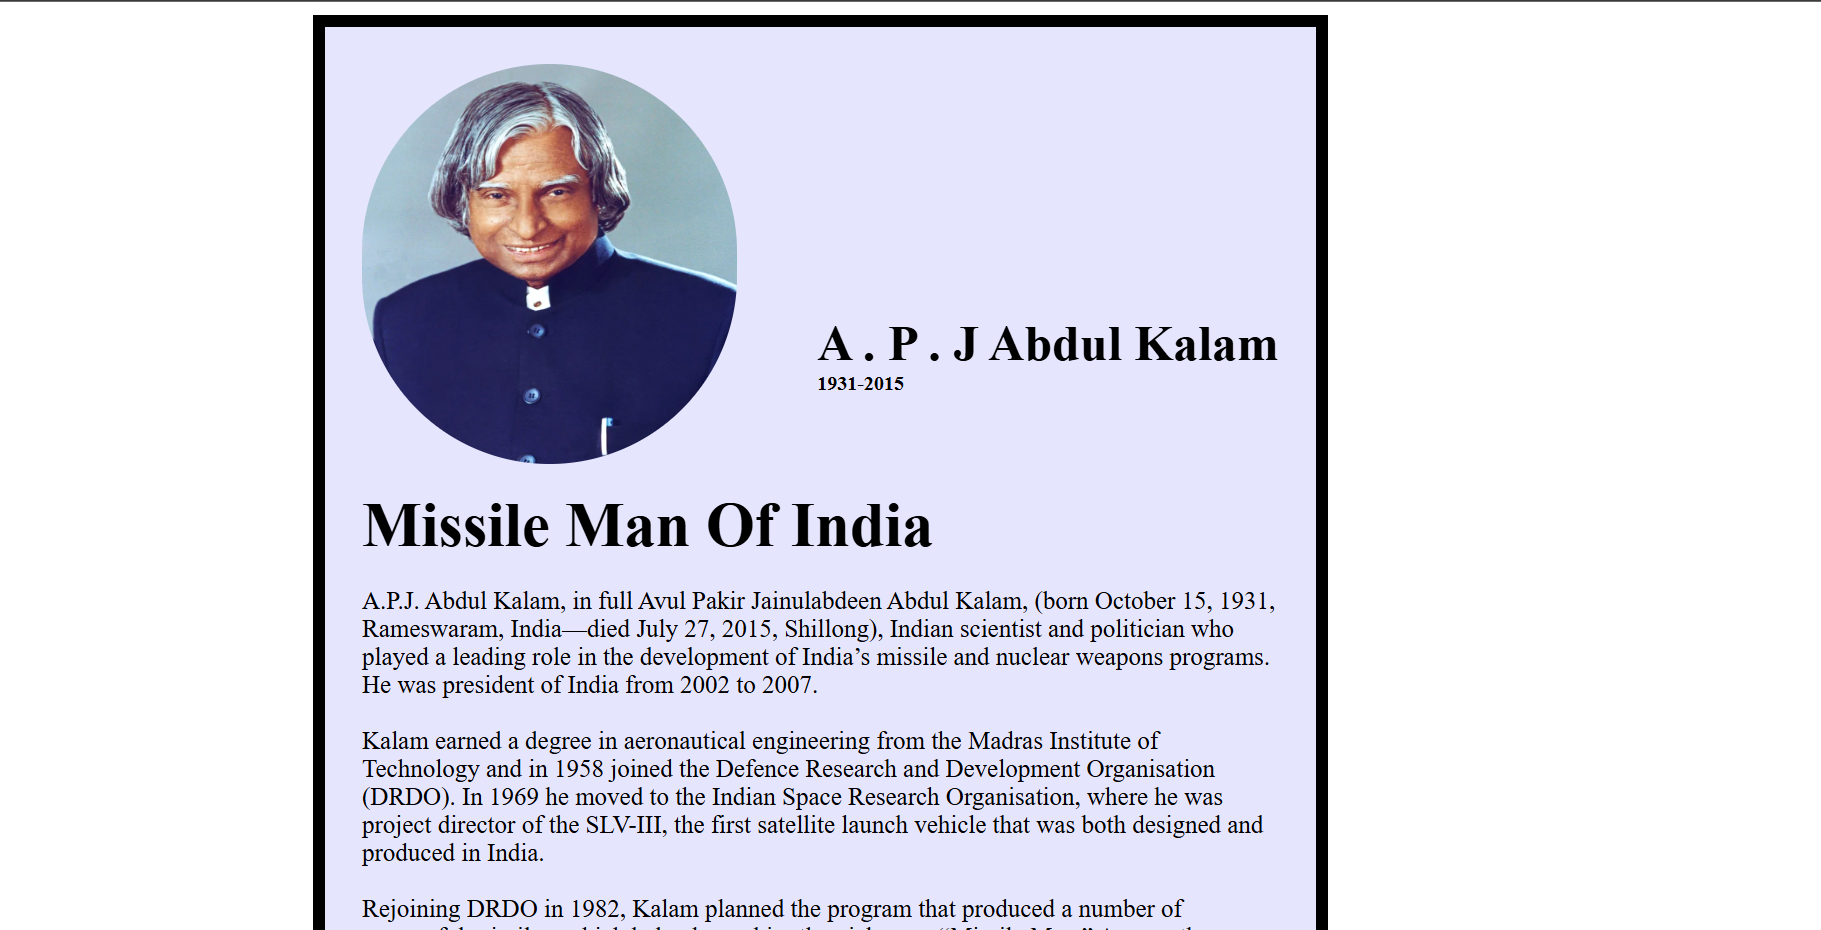 A . P . J Abdul Kalam
1931-2015
Missile Man Of India
A.P.J. Abdul Kalam, in full Avul Pakir Jainulabdeen Abdul Kalam, (born October 15, 1931,
Rameswaram, India—died July 27, 2015, Shillong), Indian scientist and politician who
played a leading role in the development of India’s missile and nuclear weapons programs.
He was president of India from 2002 to 2007.
Kalam earned a degree in aeronautical engineering from the Madras Institute of
Technology and in 1958 joined the Defence Research and Development Organisation
(DRDO). In 1969 he moved to the Indian Space Research Organisation, where he was
project director of the SLV-III, the first satellite launch vehicle that was both designed and
produced in India.
Rejoining DRDO in 1982, Kalam planned the program that produced a number of